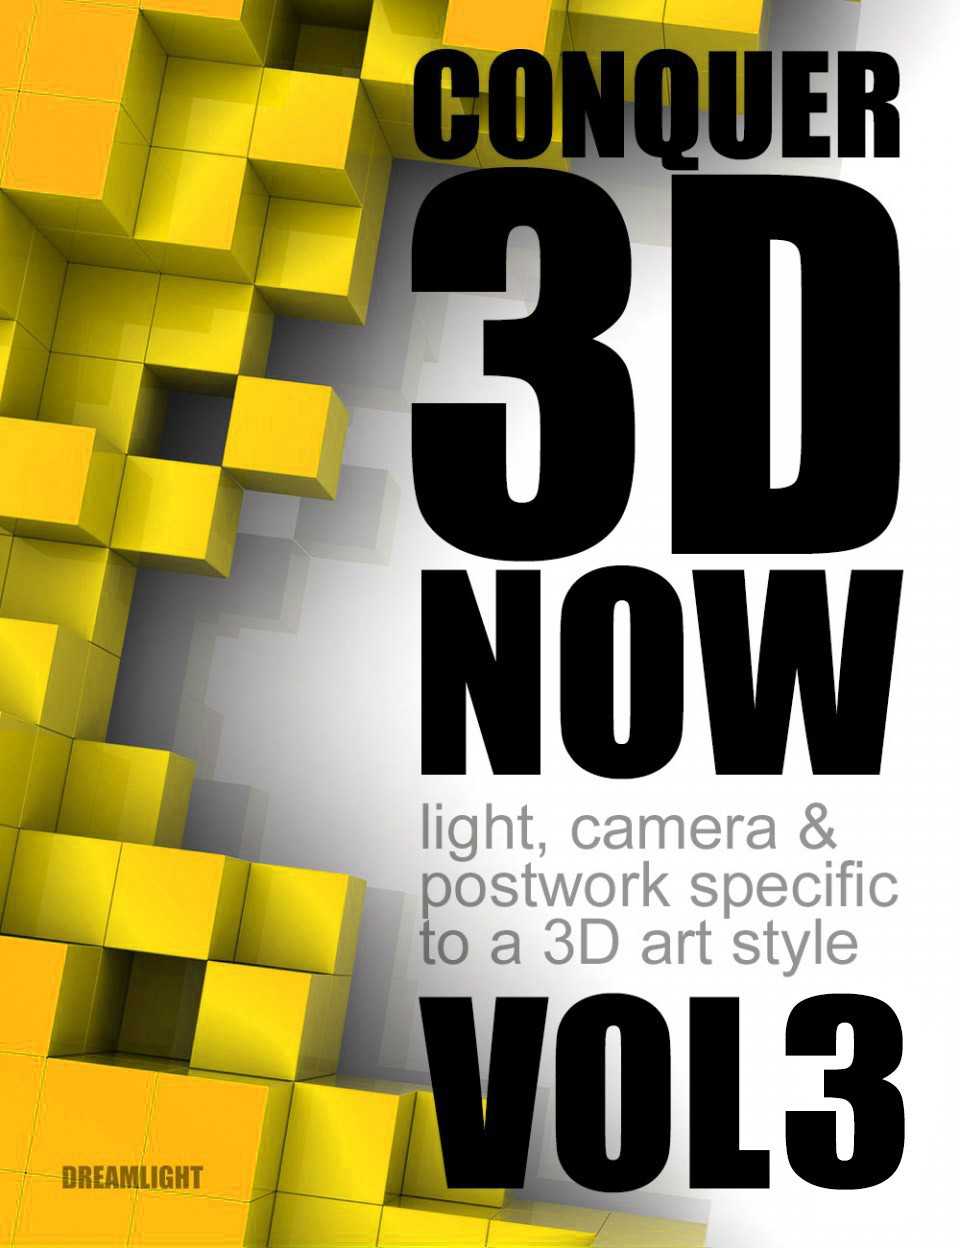 CONQUER
3D
NOW
light, camera &
postwork specific
to a 3D art style
VOL3
DREAMLIGHT